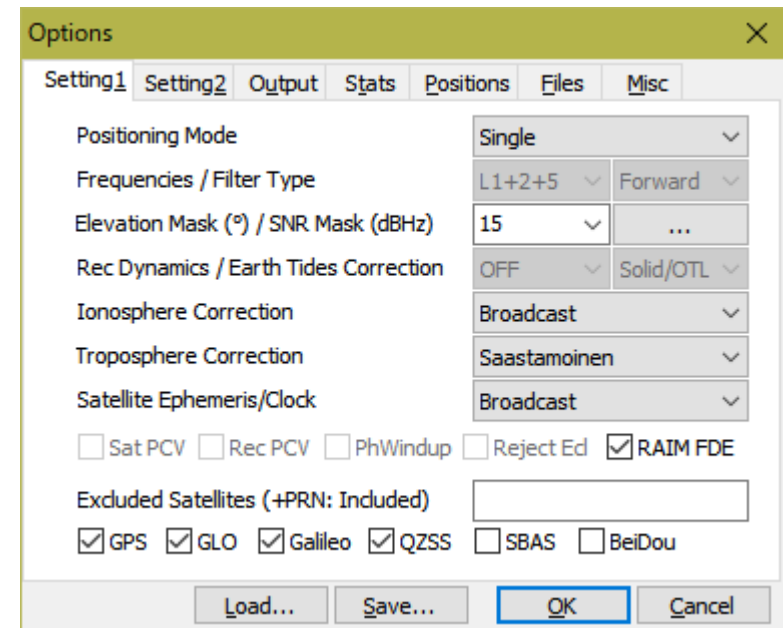 Options
Setting1 Setting2 Output Stats Positions Files Misc
Positioning Mode Single
Frequencies / Filter Type L1+2+5 Forward
Elevation Mask (°) / SNR Mask (dBHz) 15 ...
Rec Dynamics / Earth Tides Correction OFF Solid/OTL
Ionosphere Correction Broadcast
Troposphere Correction Saastamoinen
Satellite Ephemeris/Clock Broadcast
Sat PCV Rec PCV PhWindup Reject Ecl RAIM FDE
Excluded Satellites (+PRN: Included)
GPS GLO Galileo QZSS SBAS BeiDou
Load... Save... OK Cancel